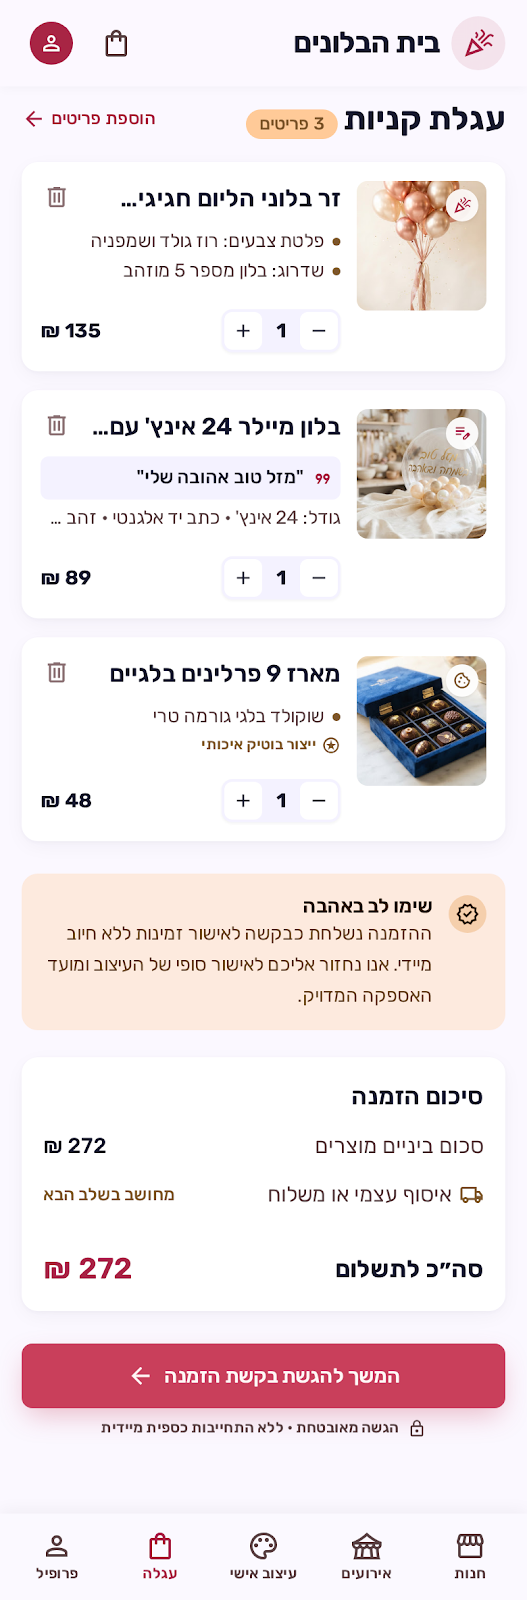 בית הבלונים
עגלת קניות
3 פריטים
הוספת פריטים
זר בלוני הליום חגיגי...
פלטת צבעים: רוז גולד ושמפניה
שדרוג: בלון מספר 5 מוזהב
1
135 ₪
בלון מיילר 24 אינץ' עם...
"מזל טוב אהובה שלי"
גודל: 24 אינץ' • כתב יד אלגנטי • זהב ...
1
89 ₪
מארז 9 פרלינים בלגיים
שוקולד בלגי גורמה טרי
ייצור בוטיק איכותי
1
48 ₪
שימו לב באהבה
ההזמנה נשלחת כבקשה לאישור זמינות ללא חיוב
מיידי. אנו נחזור אליכם לאישור סופי של העיצוב ומועד
האספקה המדויק.
סיכום הזמנה
סכום ביניים מוצרים
272 ₪
איסוף עצמי או משלוח
מחושב בשלב הבא
סה״כ לתשלום
272 ₪
המשך להגשת בקשת הזמנה
הגשה מאובטחת • ללא התחייבות כספית מיידית
חנות
אירועים
עיצוב אישי
עגלה
פרופיל